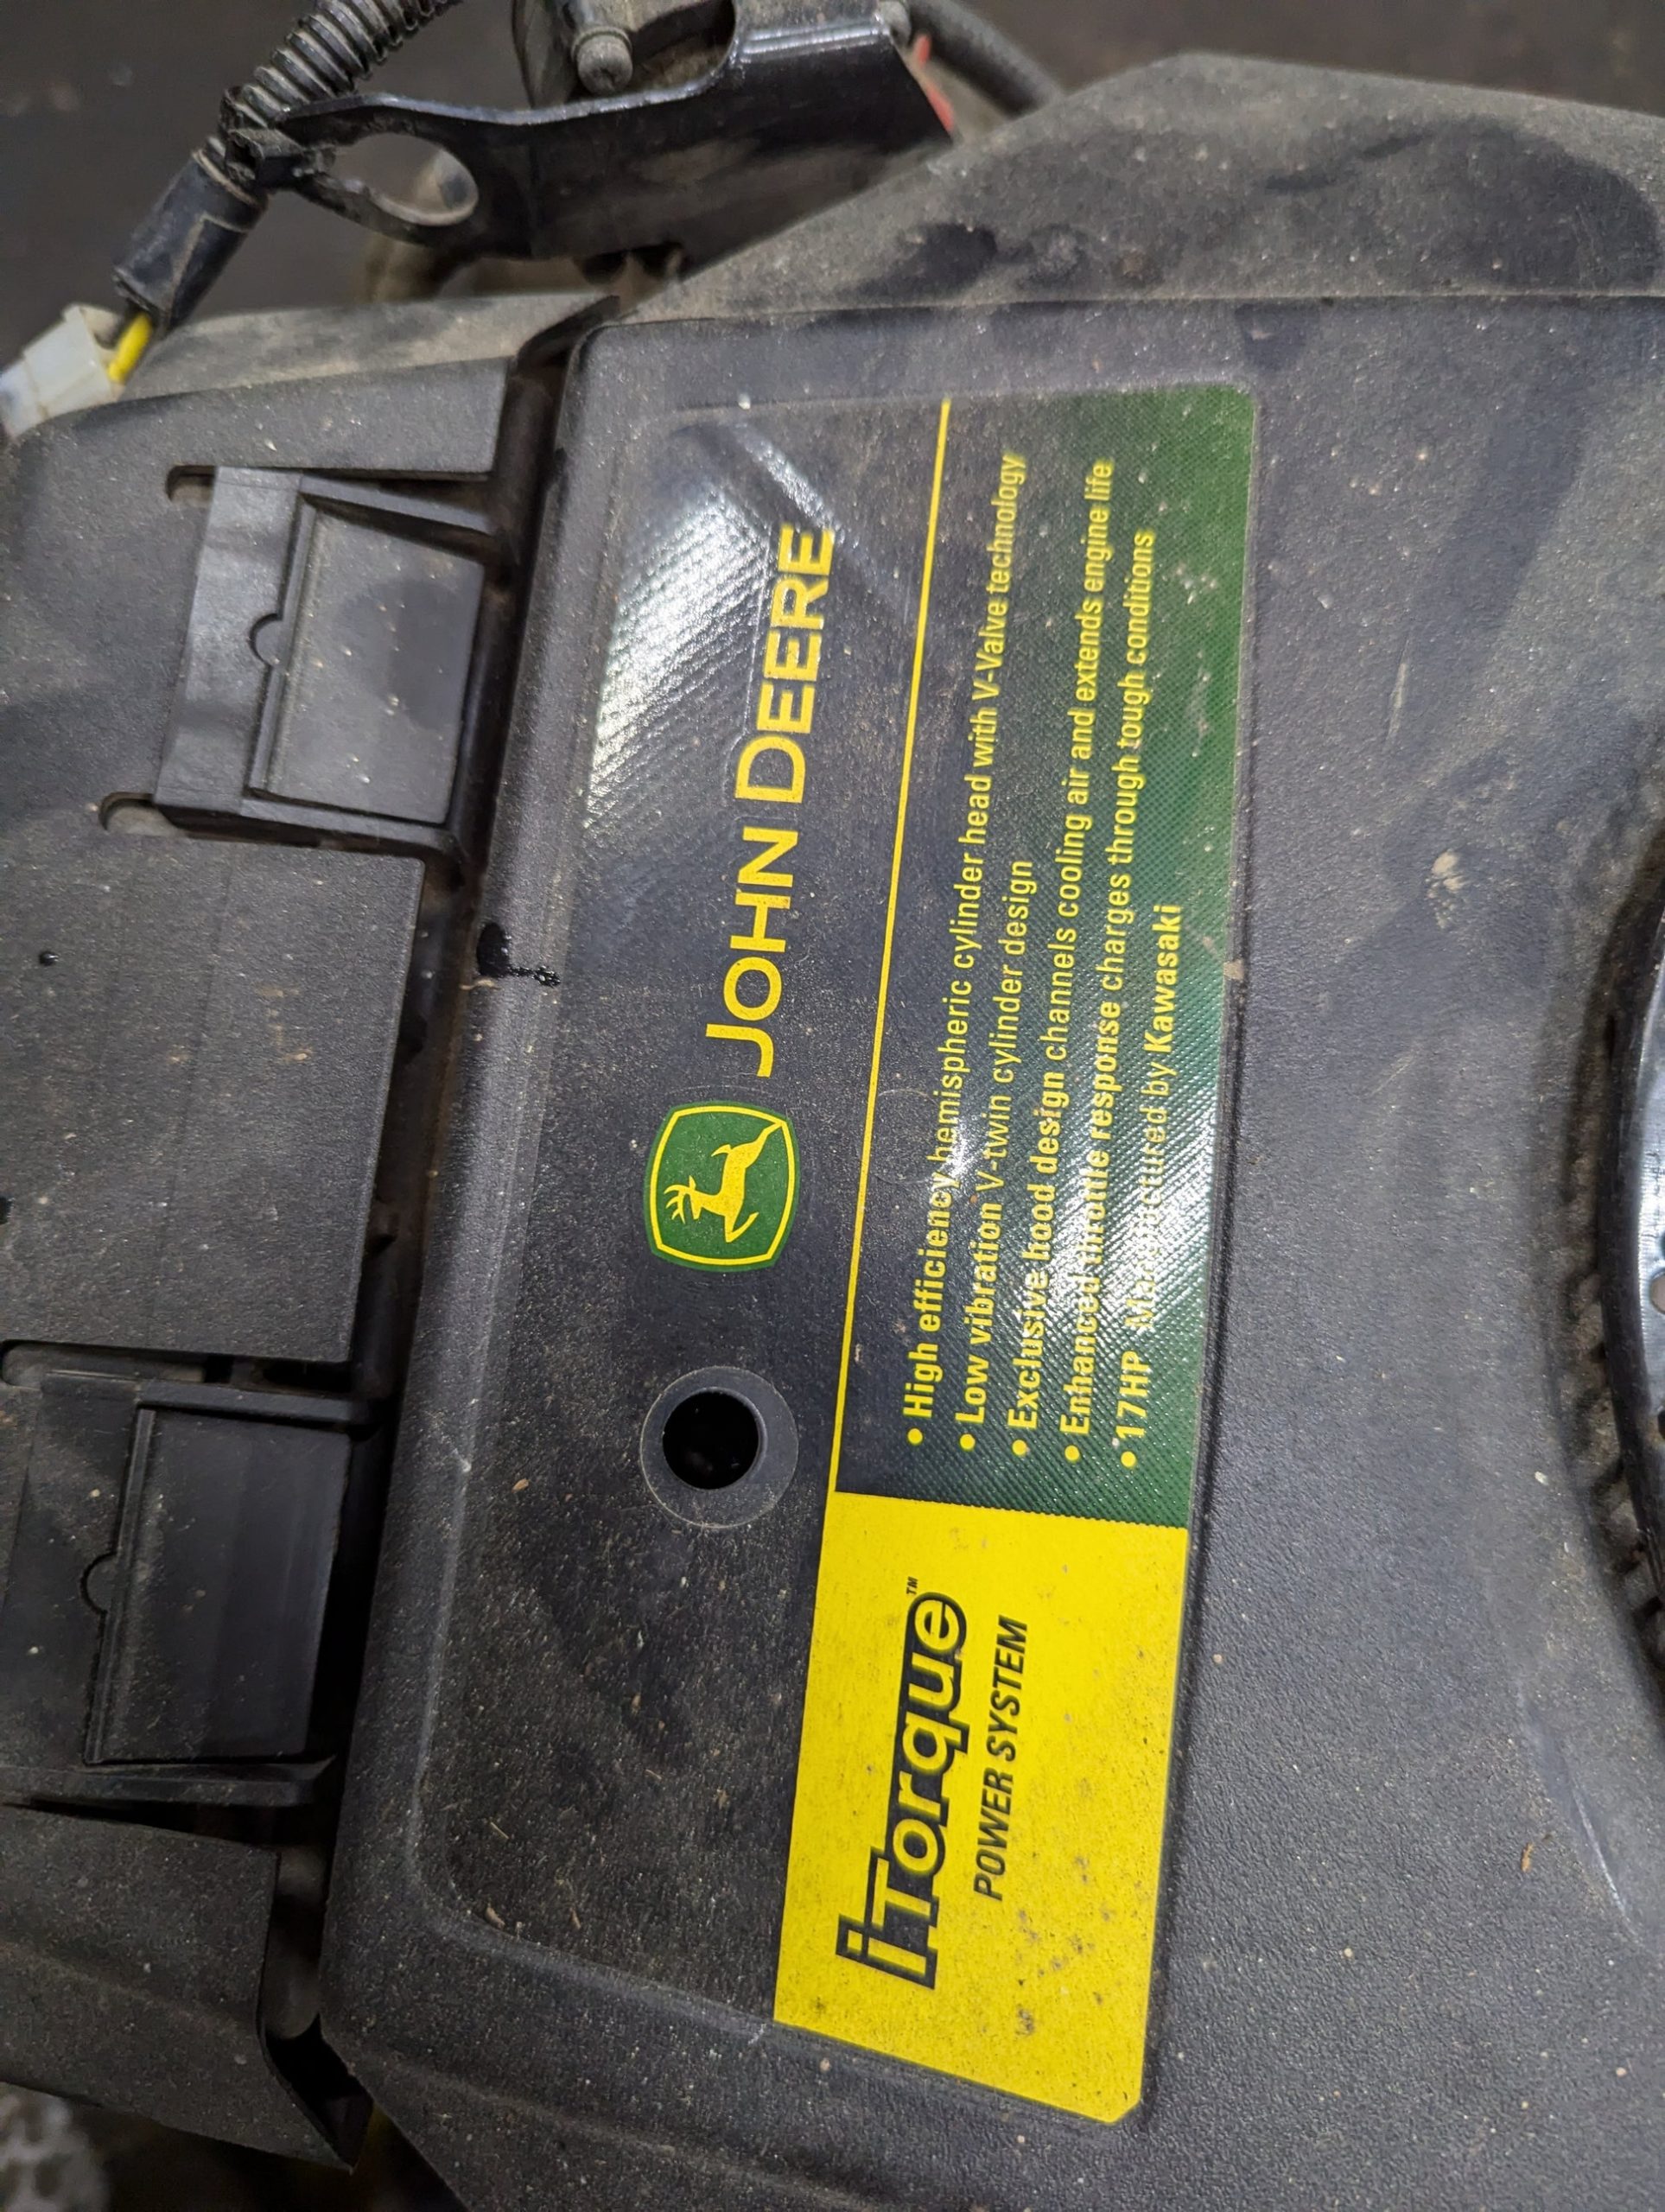 JOHN DEERE
iTorque™
POWER SYSTEM
• High efficiency hemispheric cylinder head with V-Valve technology
• Low vibration V-twin cylinder design
• Exclusive hood design channels cooling air and extends engine life
• Enhanced throttle response charges through tough conditions
• 17HP Manufactured by Kawasaki